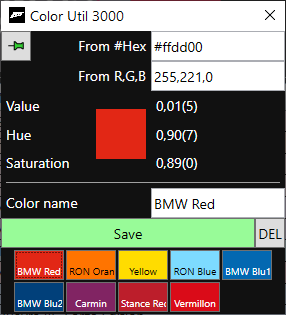 Color Util 3000
From #Hex #ffdd00
From R,G,B 255,221,0
Value 0,01(5)
Hue 0,90(7)
Saturation 0,89(0)
Color name BMW Red
Save DEL
BMW Red RON Oran Yellow RON Blue BMW Blu1
BMW Blu2 Carmin Stance Red Vermillon